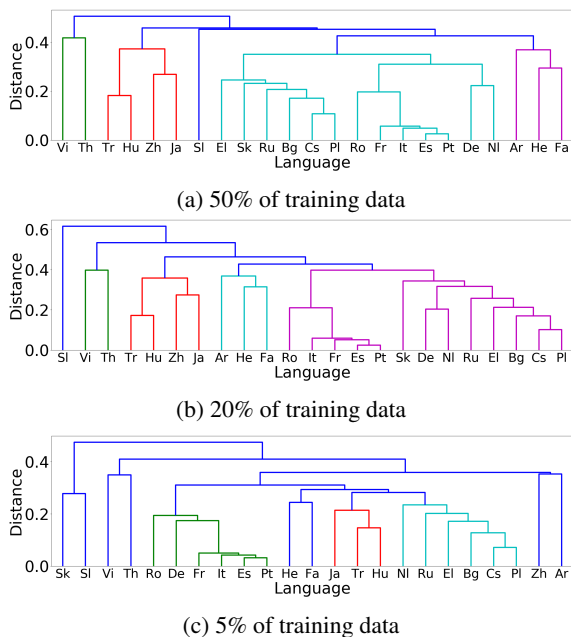 Distance
0.4
0.2
0.0
Vi Th Tr Hu Zh Ja Sl El Sk Ru Bg Cs Pl Ro Fr It Es Pt De Nl Ar He Fa
Language
(a) 50% of training data
Distance
0.6
0.4
0.2
0.0
Sl Vi Th Tr Hu Zh Ja Ar He Fa Ro It Fr Es Pt Sk De Nl Ru El Bg Cs Pl
Language
(b) 20% of training data
Distance
0.4
0.2
0.0
Sk Sl Vi Th Ro De Fr It Es Pt He Fa Ja Tr Hu Nl Ru El Bg Cs Pl Zh Ar
Language
(c) 5% of training data